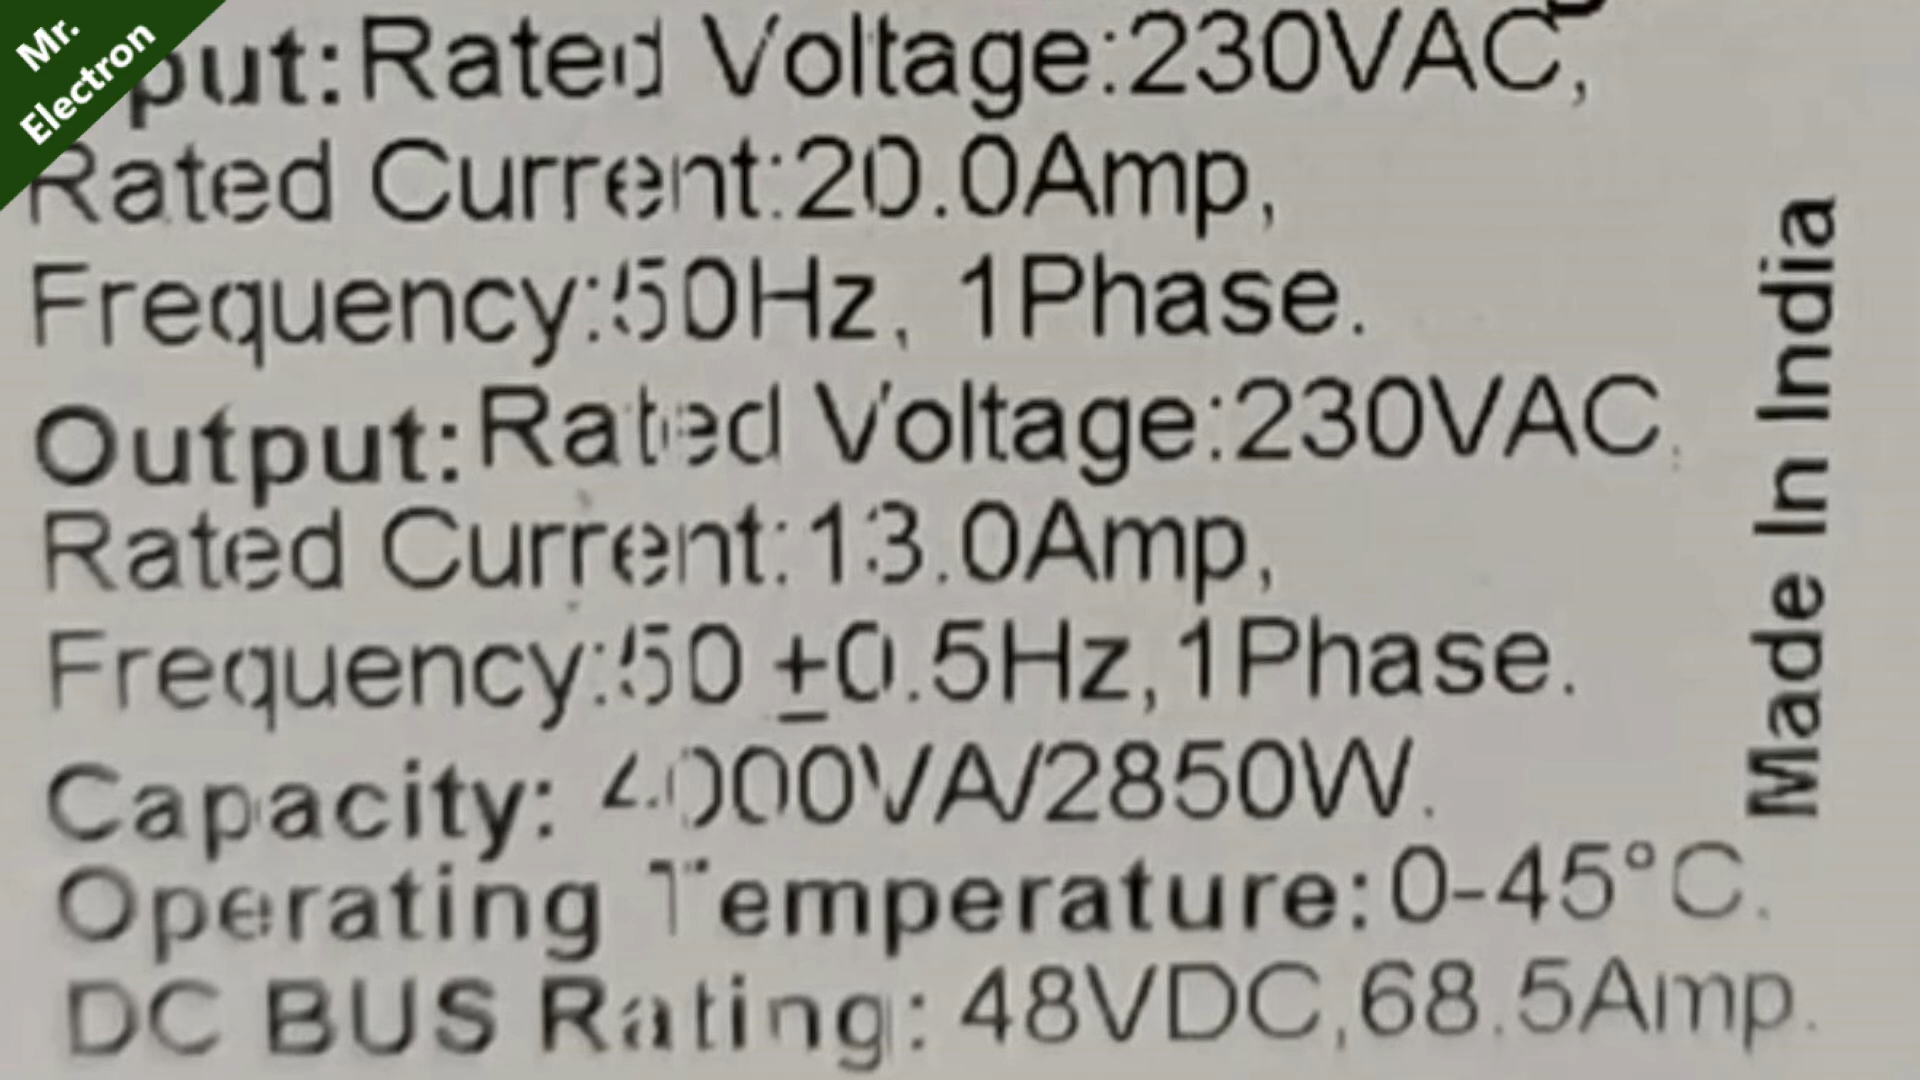 Mr.
Electron
put:Rated Voltage:230VAC,
Rated Current:20.0Amp,
Frequency:50Hz, 1Phase.
Output:Rated Voltage:230VAC,
Rated Current:13.0Amp,
Frequency:50 ±0.5Hz,1Phase.
Capacity: 4000VA/2850W.
Operating Temperature:0-45°C.
DC BUS Rating: 48VDC,68.5Amp.
Made In India